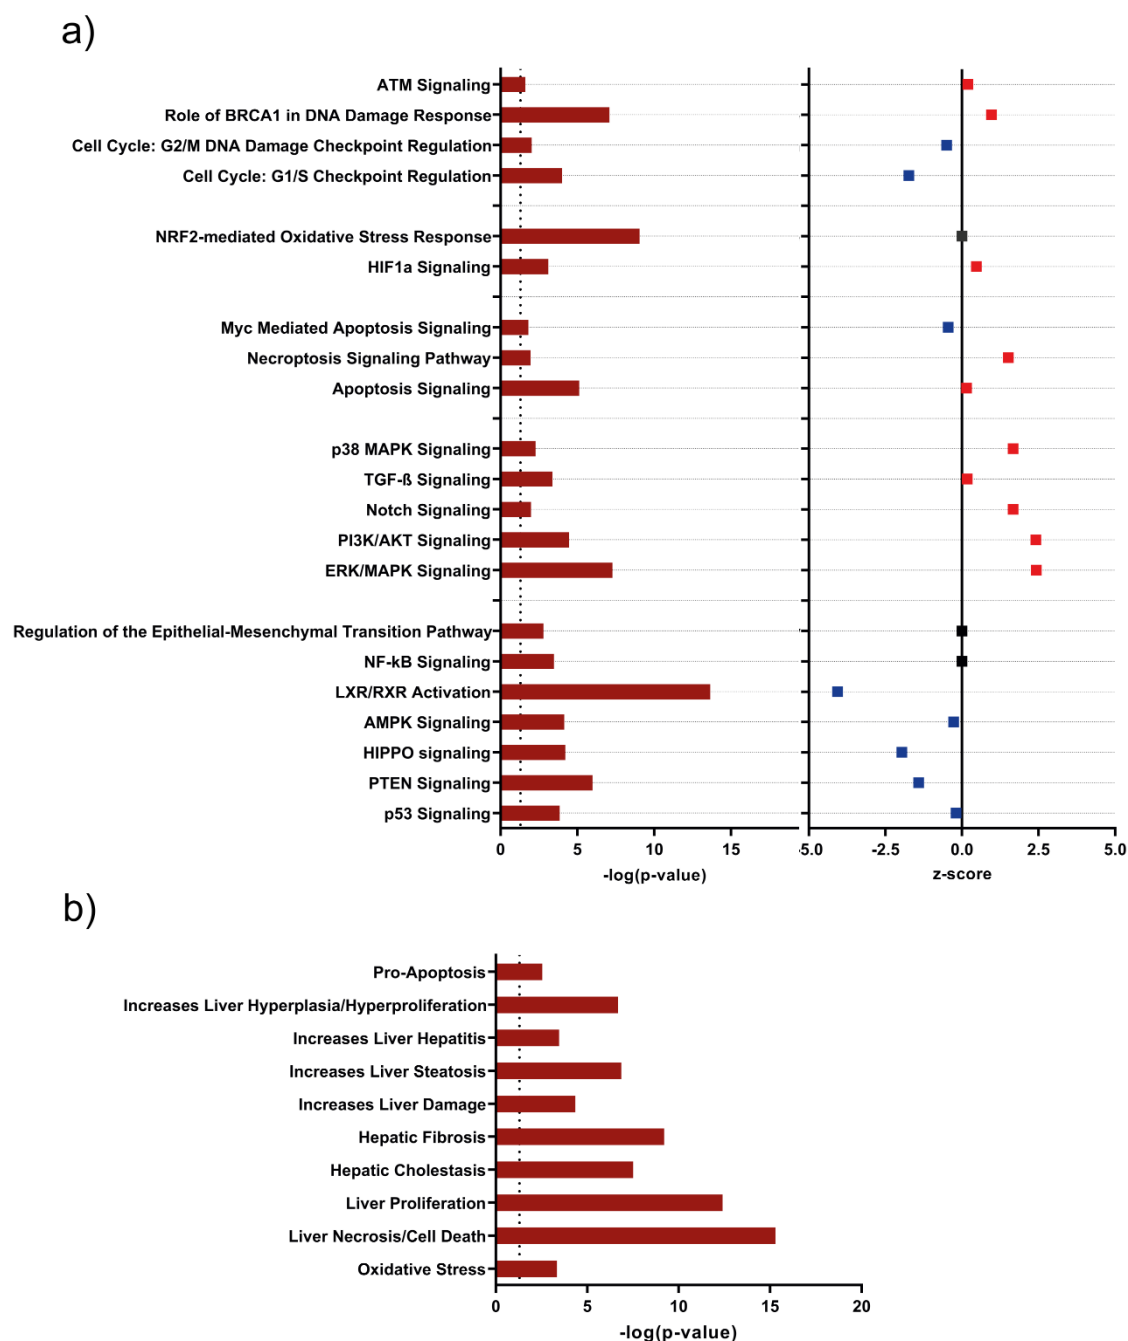 a)
ATM Signaling
Role of BRCA1 in DNA Damage Response
Cell Cycle: G2/M DNA Damage Checkpoint Regulation
Cell Cycle: G1/S Checkpoint Regulation
NRF2-mediated Oxidative Stress Response
HIF1a Signaling
Myc Mediated Apoptosis Signaling
Necroptosis Signaling Pathway
Apoptosis Signaling
p38 MAPK Signaling
TGF-ß Signaling
Notch Signaling
PI3K/AKT Signaling
ERK/MAPK Signaling
Regulation of the Epithelial-Mesenchymal Transition Pathway
NF-kB Signaling
LXR/RXR Activation
AMPK Signaling
HIPPO signaling
PTEN Signaling
p53 Signaling
0 5 10 15 -5.0 -2.5 0.0 2.5 5.0
-log(p-value) z-score
b)
Pro-Apoptosis
Increases Liver Hyperplasia/Hyperproliferation
Increases Liver Hepatitis
Increases Liver Steatosis
Increases Liver Damage
Hepatic Fibrosis
Hepatic Cholestasis
Liver Proliferation
Liver Necrosis/Cell Death
Oxidative Stress
0 5 10 15 20
-log(p-value)